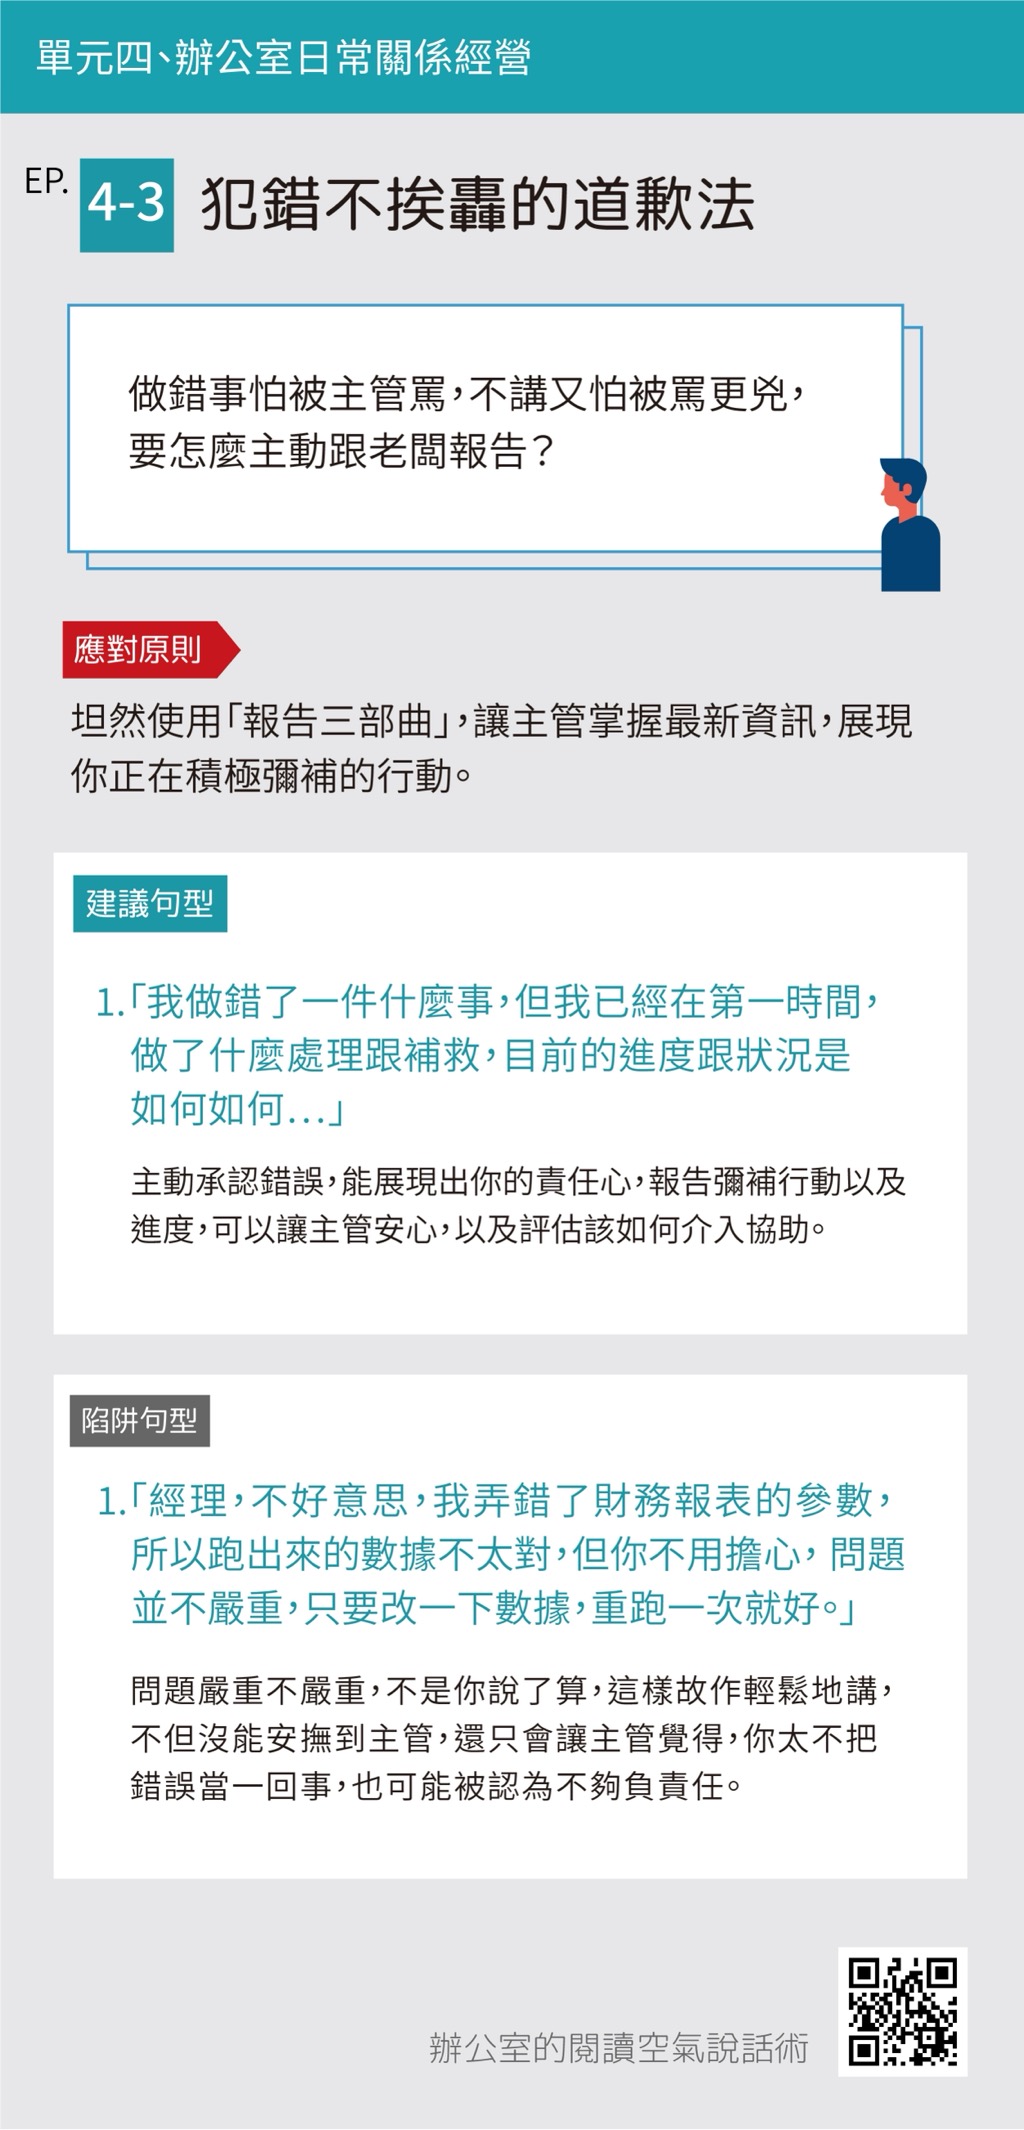 單元四、辦公室日常關係經營
EP. 4-3 犯錯不挨轟的道歉法
做錯事怕被主管罵，不講又怕被罵更兇，
要怎麼主動跟老闆報告？
應對原則
坦然使用「報告三部曲」，讓主管掌握最新資訊，展現
你正在積極彌補的行動。
建議句型
1.「我做錯了一件什麼事，但我已經在第一時間，
做了什麼處理跟補救，目前的進度跟狀況是
如何如何…」
主動承認錯誤，能展現出你的責任心，報告彌補行動以及
進度，可以讓主管安心，以及評估該如何介入協助。
陷阱句型
1.「經理，不好意思，我弄錯了財務報表的參數，
所以跑出來的數據不太對，但你不用擔心，問題
並不嚴重，只要改一下數據，重跑一次就好。」
問題嚴重不嚴重，不是你說了算，這樣故作輕鬆地講，
不但沒能安撫到主管，還只會讓主管覺得，你太不把
錯誤當一回事，也可能被認為不夠負責任。
辦公室的閱讀空氣說話術